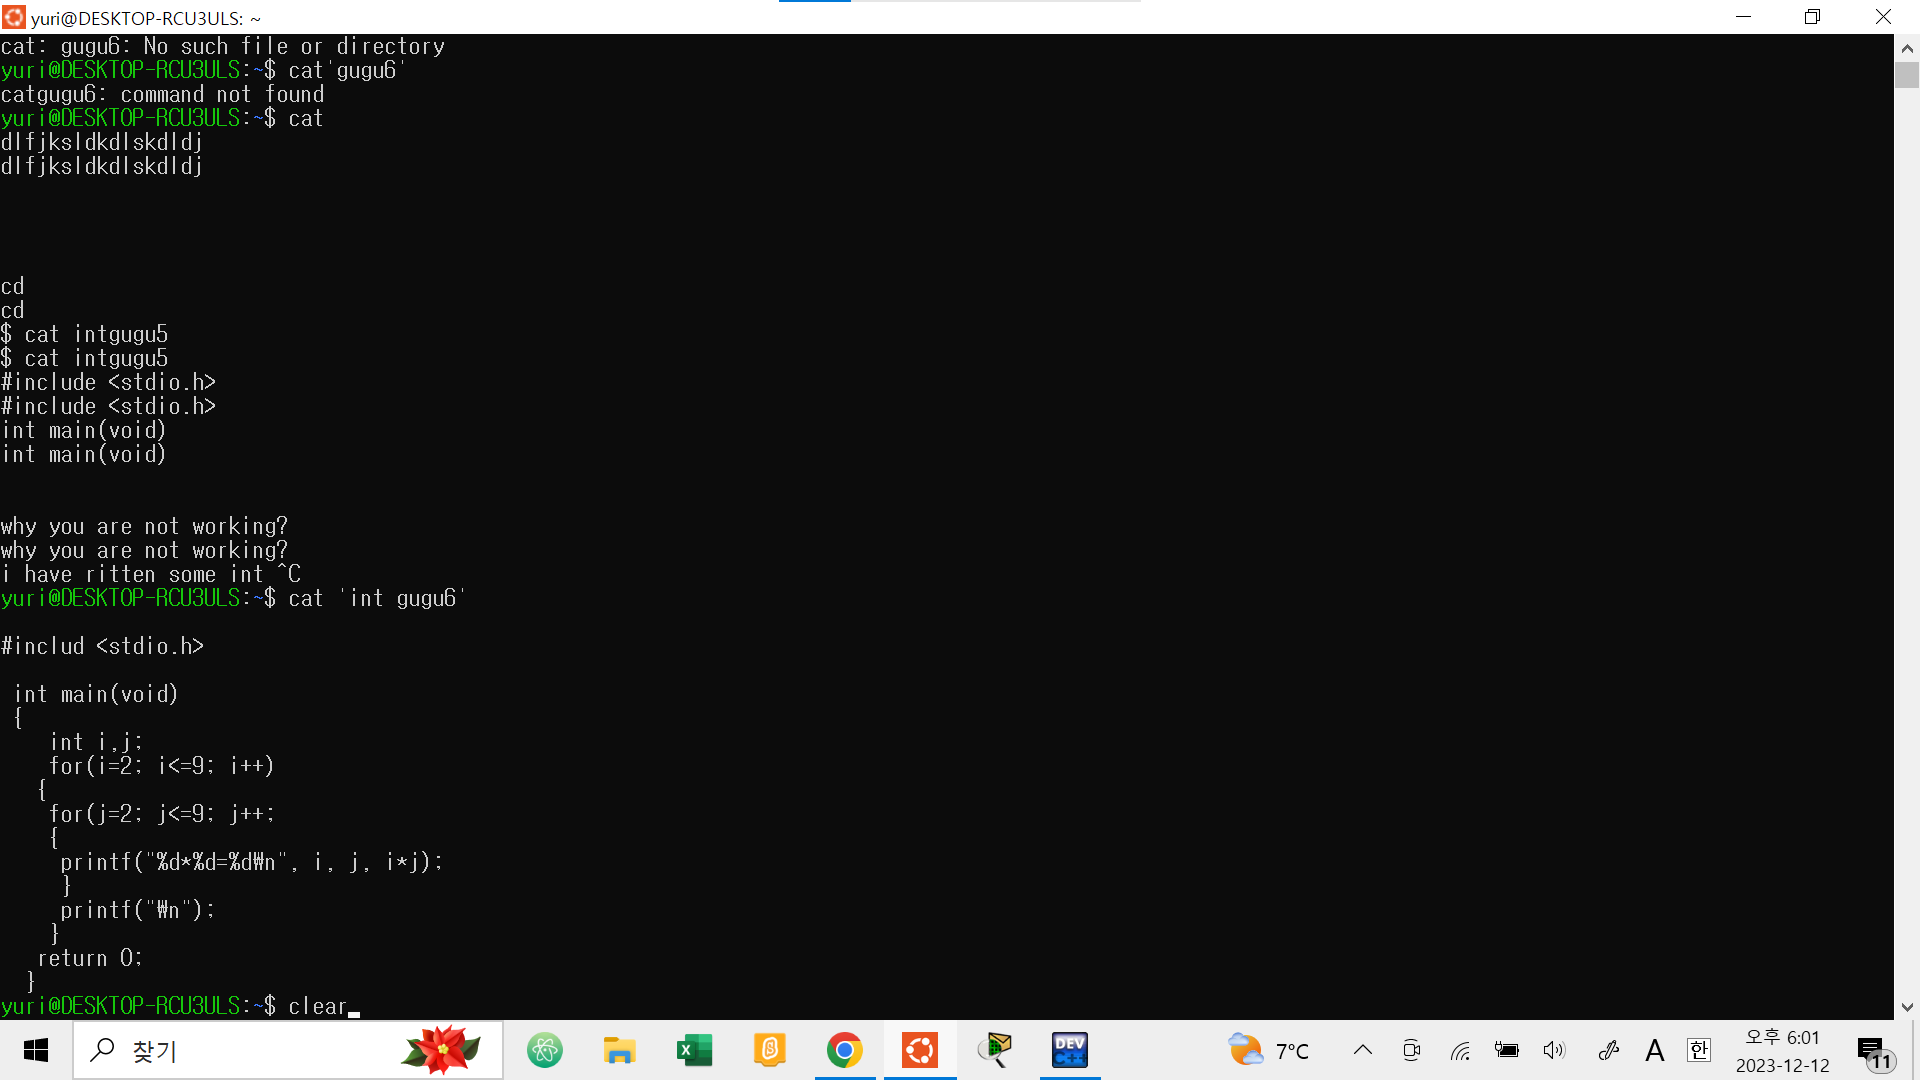 yuri@DESKTOP-RCU3ULS: ~
cat: gugu6: No such file or directory
yuri@DESKTOP-RCU3ULS:~$ cat'gugu6'
catgugu6: command not found
yuri@DESKTOP-RCU3ULS:~$ cat
dlfjksldkdlskdldj
dlfjksldkdlskdldj
cd
cd
$ cat intgugu5
$ cat intgugu5
#include <stdio.h>
#include <stdio.h>
int main(void)
int main(void)
why you are not working?
why you are not working?
i have ritten some int ^C
yuri@DESKTOP-RCU3ULS:~$ cat 'int gugu6'
#includ <stdio.h>
int main(void)
{
int i,j;
for(i=2; i<=9; i++)
{
for(j=2; j<=9; j++;
{
printf("%d*%d=%d₩n", i, j, i*j);
}
printf("₩n");
}
return 0;
}
yuri@DESKTOP-RCU3ULS:~$ clear
찾기
DEV C++
7°C
A
한
오후 6:01
2023-12-12
11